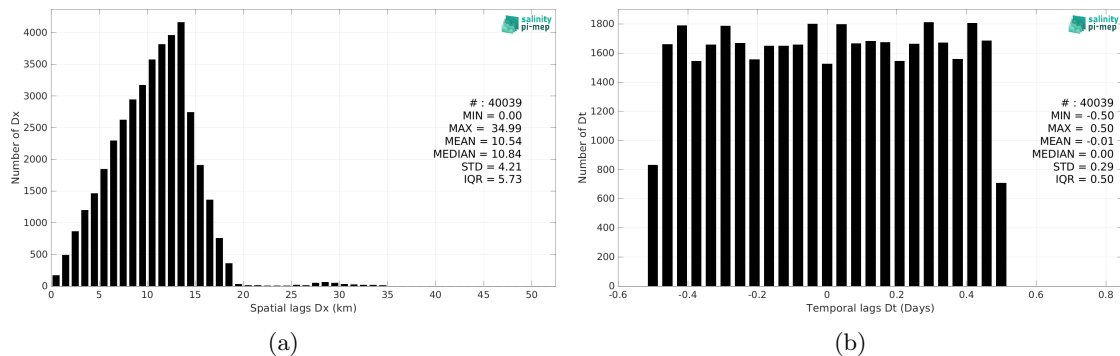 4000
3500
3000
2500
2000
1500
1000
500
0
Number of Dx
0 5 10 15 20 25 30 35 40 45 50
Spatial lags Dx (km)
salinity
pi-mep
# : 40039
MIN = 0.00
MAX = 34.99
MEAN = 10.54
MEDIAN = 10.84
STD = 4.21
IQR = 5.73
(a)
1800
1600
1400
1200
1000
800
600
400
200
0
Number of Dt
-0.6 -0.4 -0.2 0 0.2 0.4 0.6 0.8
Temporal lags Dt (Days)
salinity
pi-mep
# : 40039
MIN = -0.50
MAX = 0.50
MEAN = -0.01
MEDIAN = 0.00
STD = 0.29
IQR = 0.50
(b)